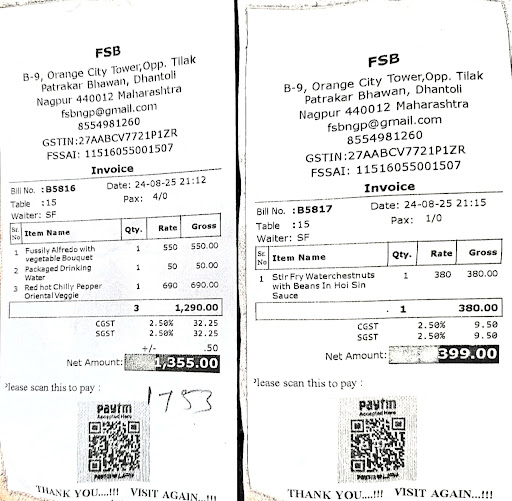 FSB
B-9, Orange City Tower,Opp. Tilak
Patrakar Bhawan, Dhantoli
Nagpur 440012 Maharashtra
fsbngp@gmail.com
8554981260
GSTIN:27AABCV7721P1ZR
FSSAI: 11516055001507
Invoice
Bill No. :B5816 Date: 24-08-25 21:12
Table :15 Pax: 4/0
Waiter: SF
Sr. No Item Name Qty. Rate Gross
1 Fussily Alfredo with 1 550 550.00
vegetable Bouquet
2 Packaged Drinking 1 50 50.00
Water
3 Red hot Chilly Pepper 1 690 690.00
Oriental Veggie
3 1,290.00
CGST 2.50% 32.25
SGST 2.50% 32.25
+/- .50
Net Amount: 1,355.00
Please scan this to pay :
1753
Paytm
Accepted Here
THANK YOU....!!! VISIT AGAIN...!!!
FSB
B-9, Orange City Tower,Opp. Tilak
Patrakar Bhawan, Dhantoli
Nagpur 440012 Maharashtra
fsbngp@gmail.com
8554981260
GSTIN:27AABCV7721P1ZR
FSSAI: 11516055001507
Invoice
Bill No. :B5817 Date: 24-08-25 21:15
Table :15 Pax: 1/0
Waiter: SF
Sr. No Item Name Qty. Rate Gross
1 Stir Fry Waterchestnuts 1 380 380.00
with Beans In Hoi Sin
Sauce
1 380.00
CGST 2.50% 9.50
SGST 2.50% 9.50
Net Amount: 399.00
Please scan this to pay :
Paytm
Accepted Here
THANK YOU....!!! VISIT AGAIN...!!!